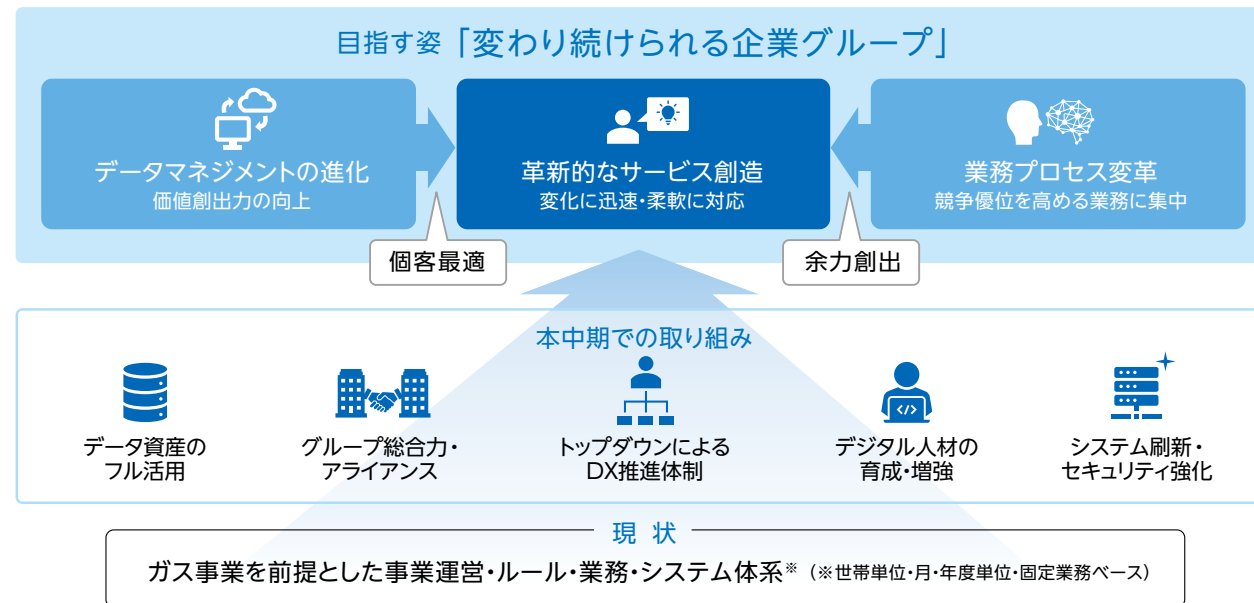 目指す姿「変わり続けられる企業グループ」
データマネジメントの進化
価値創出力の向上
革新的なサービス創造
変化に迅速・柔軟に対応
業務プロセス変革
競争優位を高める業務に集中
個客最適
余力創出
本中期での取り組み
データ資産の
フル活用
グループ総合力・
アライアンス
トップダウンによる
DX推進体制
</>
デジタル人材の
育成・増強
システム刷新・
セキュリティ強化
現 状
ガス事業を前提とした事業運営・ルール・業務・システム体系※（※世帯単位・月・年度単位・固定業務ベース）